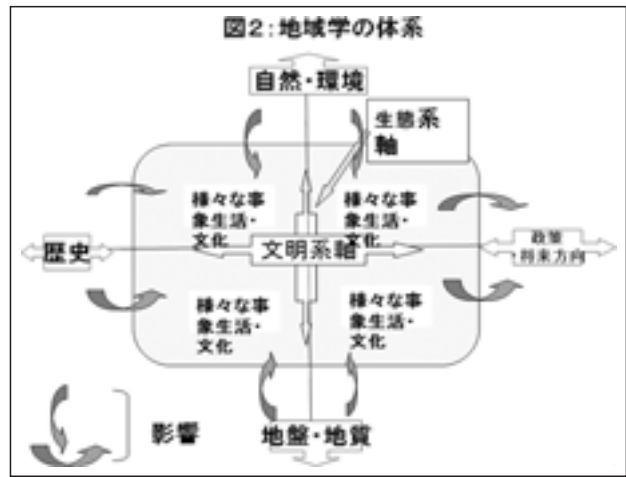 図2:地域学の体系
自然・環境
生態系
軸
様々な事
象生活・
文化
様々な事
象生活・
文化
歴史
文明系軸
政策
・将来方向
様々な事
象生活・
文化
様々な事
象生活・
文化
影響
地盤・地質